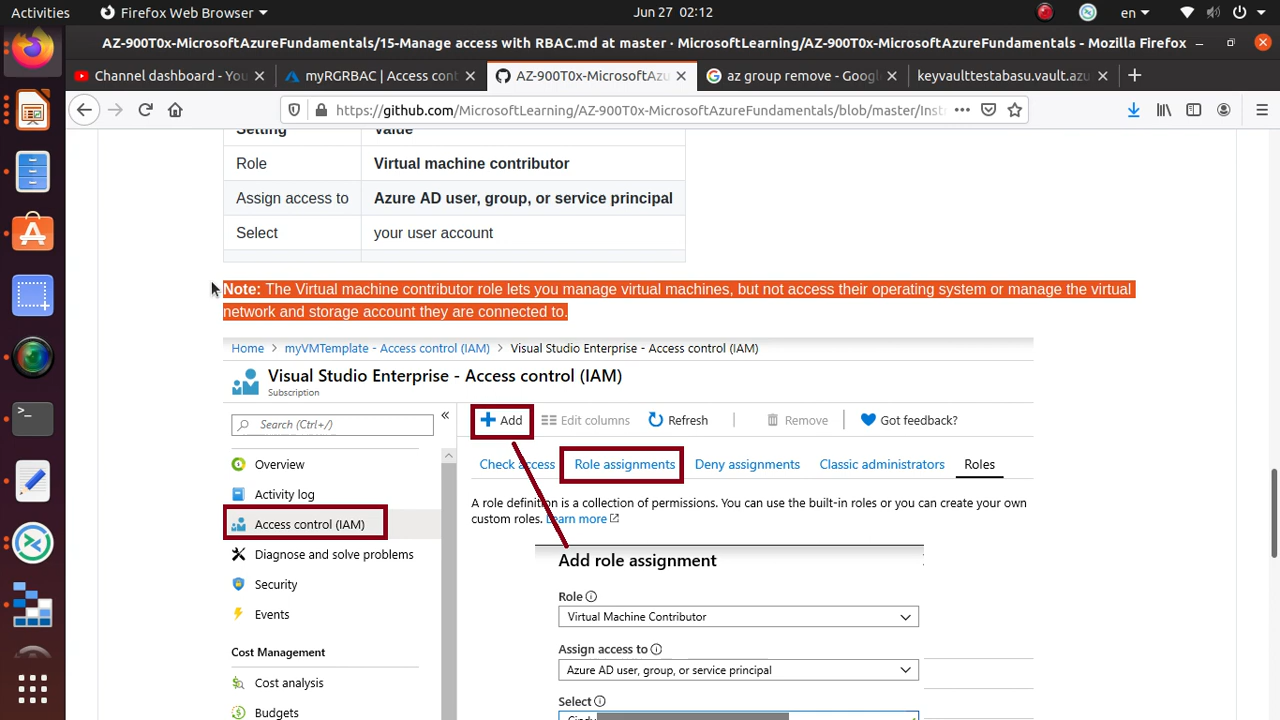 Activities
Firefox Web Browser
Jun 27 02:12
en
AZ-900T0x-MicrosoftAzureFundamentals/15-Manage access with RBAC.md at master · MicrosoftLearning/AZ-900T0x-MicrosoftAzureFundamentals - Mozilla Firefox
Channel dashboard - You
myRGRBAC | Access cont
AZ-900T0x-MicrosoftAzu
az group remove - Google
keyvaulttestabasu.vault.azu
https://github.com/MicrosoftLearning/AZ-900T0x-MicrosoftAzureFundamentals/blob/master/Inst
Setting Value
Role Virtual machine contributor
Assign access to Azure AD user, group, or service principal
Select your user account
Note: The Virtual machine contributor role lets you manage virtual machines, but not access their operating system or manage the virtual
network and storage account they are connected to.
Home > myVMTemplate - Access control (IAM) > Visual Studio Enterprise - Access control (IAM)
Visual Studio Enterprise - Access control (IAM)
Subscription
Search (Ctrl+/)
«
Add
Edit columns
Refresh
Remove
Got feedback?
Overview
Activity log
Access control (IAM)
Diagnose and solve problems
Security
Events
Cost Management
Cost analysis
Budgets
Check access
Role assignments
Deny assignments
Classic administrators
Roles
A role definition is a collection of permissions. You can use the built-in roles or you can create your own
custom roles. Learn more
Add role assignment
Role
Virtual Machine Contributor
Assign access to
Azure AD user, group, or service principal
Select
Cindy